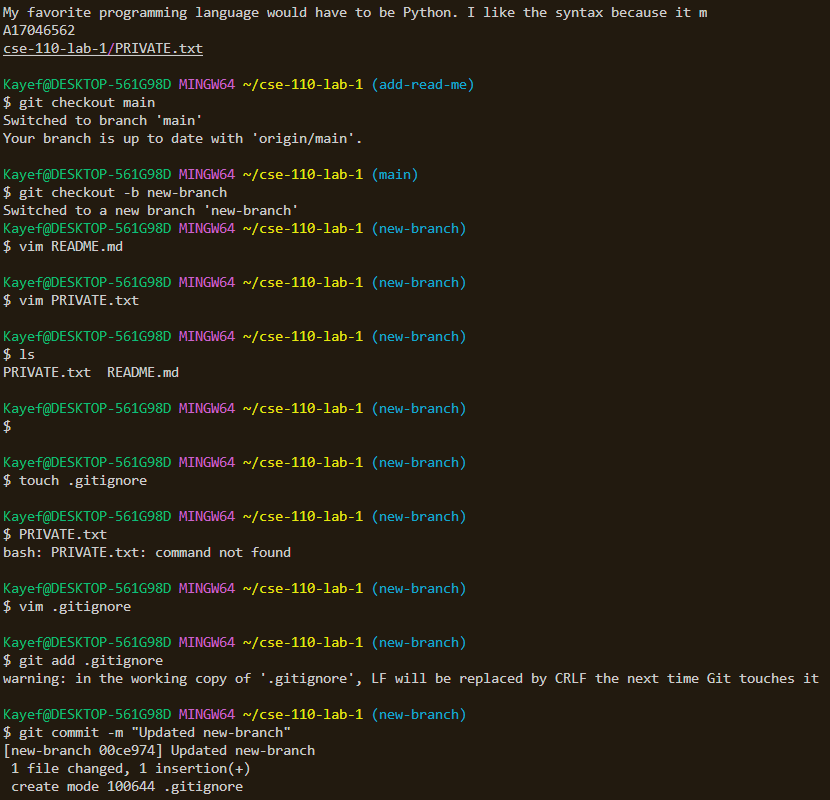 My favorite programming language would have to be Python. I like the syntax because it m
A17046562
cse-110-lab-1/PRIVATE.txt
Kayef@DESKTOP-561G98D MINGW64 ~/cse-110-lab-1 (add-read-me)
$ git checkout main
Switched to branch 'main'
Your branch is up to date with 'origin/main'.
Kayef@DESKTOP-561G98D MINGW64 ~/cse-110-lab-1 (main)
$ git checkout -b new-branch
Switched to a new branch 'new-branch'
Kayef@DESKTOP-561G98D MINGW64 ~/cse-110-lab-1 (new-branch)
$ vim README.md
Kayef@DESKTOP-561G98D MINGW64 ~/cse-110-lab-1 (new-branch)
$ vim PRIVATE.txt
Kayef@DESKTOP-561G98D MINGW64 ~/cse-110-lab-1 (new-branch)
$ ls
PRIVATE.txt  README.md
Kayef@DESKTOP-561G98D MINGW64 ~/cse-110-lab-1 (new-branch)
$
Kayef@DESKTOP-561G98D MINGW64 ~/cse-110-lab-1 (new-branch)
$ touch .gitignore
Kayef@DESKTOP-561G98D MINGW64 ~/cse-110-lab-1 (new-branch)
$ PRIVATE.txt
bash: PRIVATE.txt: command not found
Kayef@DESKTOP-561G98D MINGW64 ~/cse-110-lab-1 (new-branch)
$ vim .gitignore
Kayef@DESKTOP-561G98D MINGW64 ~/cse-110-lab-1 (new-branch)
$ git add .gitignore
warning: in the working copy of '.gitignore', LF will be replaced by CRLF the next time Git touches it
Kayef@DESKTOP-561G98D MINGW64 ~/cse-110-lab-1 (new-branch)
$ git commit -m "Updated new-branch"
[new-branch 00ce974] Updated new-branch
 1 file changed, 1 insertion(+)
 create mode 100644 .gitignore